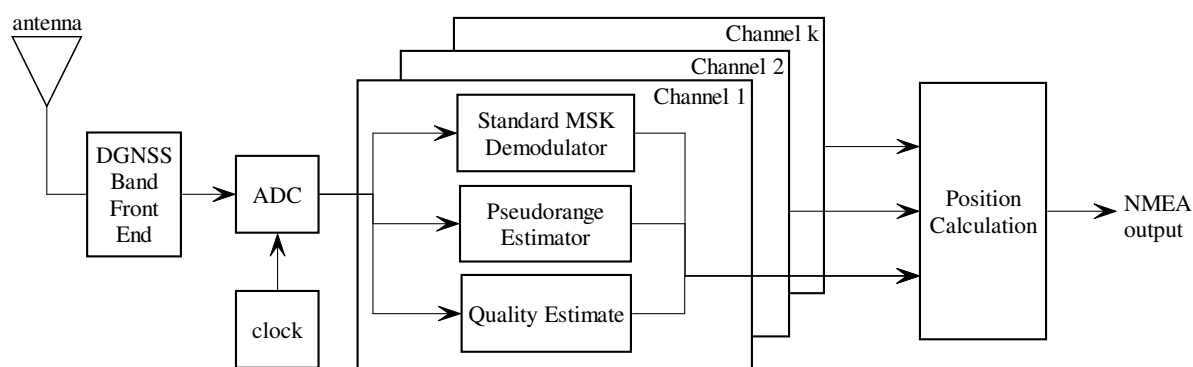 antenna
DGNSS
Band
Front
End
ADC
clock
Channel k
Channel 2
Channel 1
Standard MSK
Demodulator
Pseudorange
Estimator
Quality Estimate
Position
Calculation
NMEA
output